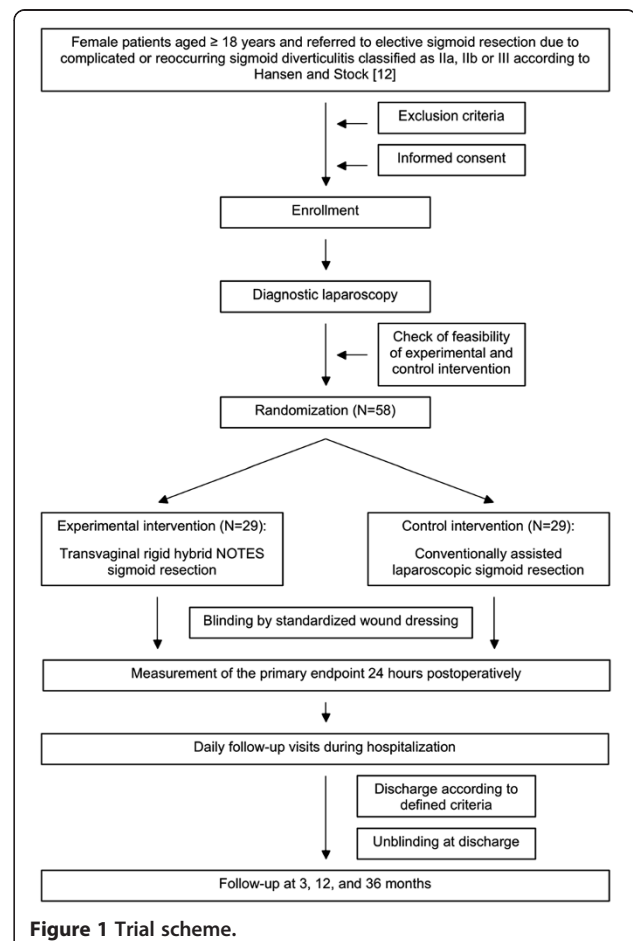 Female patients aged ≥ 18 years and referred to elective sigmoid resection due to
complicated or reoccurring sigmoid diverticulitis classified as IIa, IIb or III according to
Hansen and Stock [12]
Exclusion criteria
Informed consent
Enrollment
Diagnostic laparoscopy
Check of feasibility
of experimental and
control intervention
Randomization (N=58)
Experimental intervention (N=29):
Transvaginal rigid hybrid NOTES
sigmoid resection
Control intervention (N=29):
Conventionally assisted
laparoscopic sigmoid resection
Blinding by standardized wound dressing
Measurement of the primary endpoint 24 hours postoperatively
Daily follow-up visits during hospitalization
Discharge according to
defined criteria
Unblinding at discharge
Follow-up at 3, 12, and 36 months
Figure 1 Trial scheme.